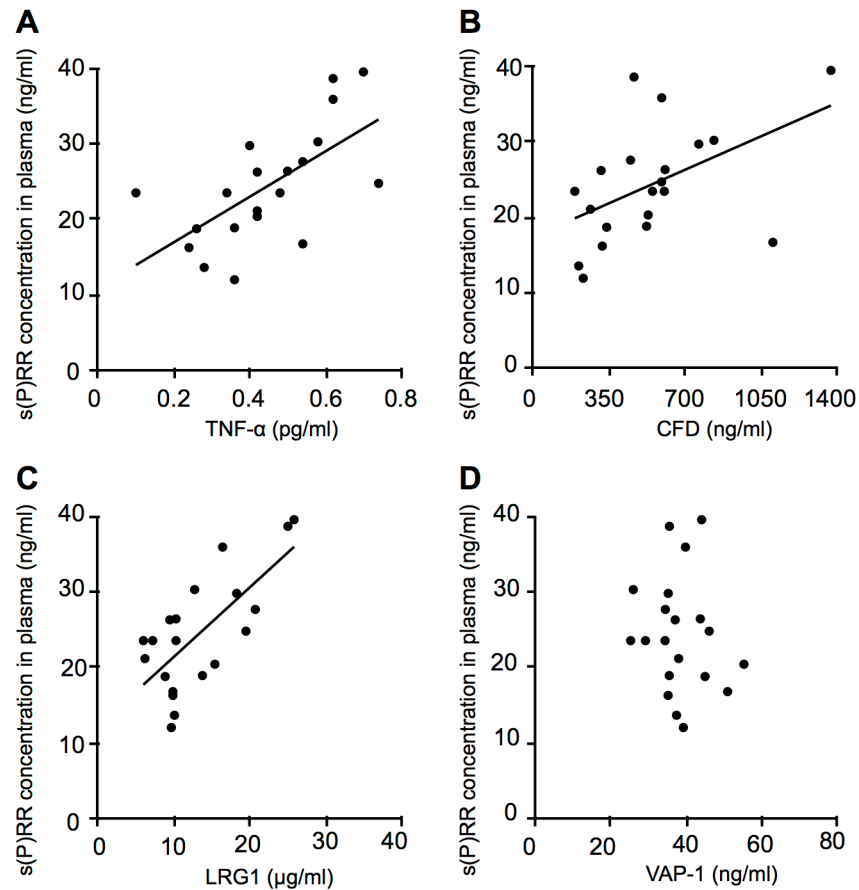 A
s(P)RR concentration in plasma (ng/ml)
40
30
20
10
0
0 0.2 0.4 0.6 0.8
TNF-α (pg/ml)
B
s(P)RR concentration in plasma (ng/ml)
40
30
20
10
0
0 350 700 1050 1400
CFD (ng/ml)
C
s(P)RR concentration in plasma (ng/ml)
40
30
20
10
0
0 10 20 30 40
LRG1 (μg/ml)
D
s(P)RR concentration in plasma (ng/ml)
40
30
20
10
0
0 20 40 60 80
VAP-1 (ng/ml)